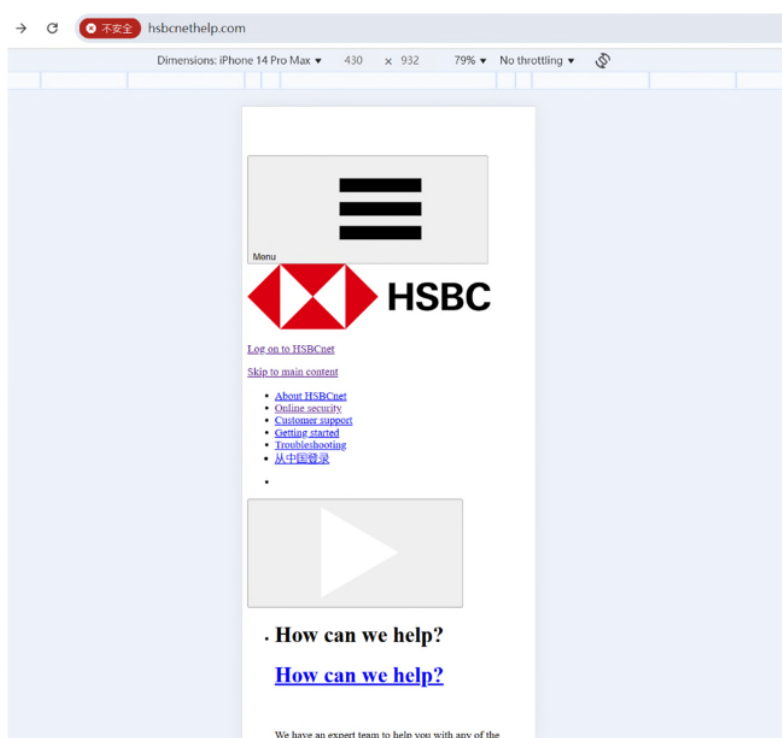 不安全 hsbcnethelp.com
Dimensions: iPhone 14 Pro Max 430 x 932 79% No throttling
Menu
HSBC
Log on to HSBCnet
Skip to main content
About HSBCnet
Online security
Customer support
Getting started
Troubleshooting
从中国登录
How can we help?
How can we help?
We have an expert team to help you with any of the